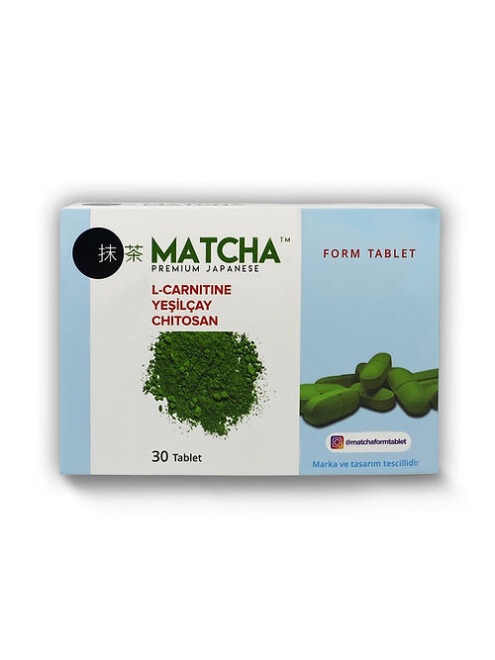 抹茶 MATCHA™
PREMIUM JAPANESE
L-CARNITINE
YEŞİLÇAY
CHITOSAN
30 Tablet
FORM TABLET
@matchaformtablet
Marka ve tasarım tescillidir